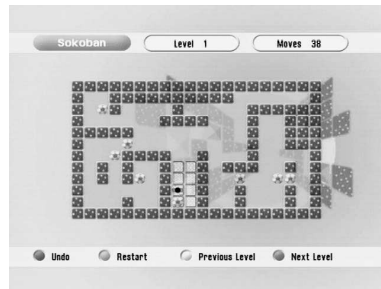 Sokoban
Level 1
Moves 38
Undo
Restart
Previous Level
Next Level